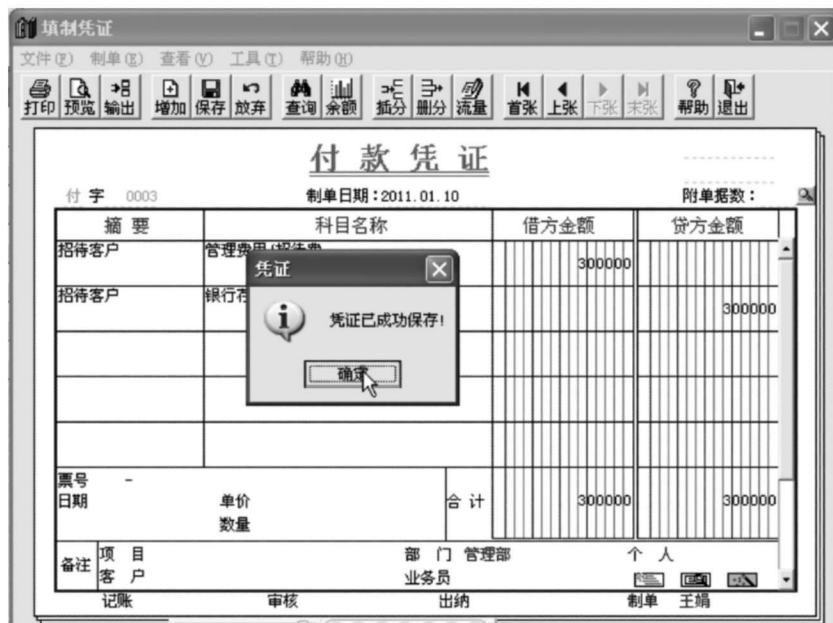 填制凭证
文件(F) 制单(E) 查看(V) 工具(T) 帮助(H)
打印 预览 输出 增加 保存 放弃 查询 余额 插分 删分 流量 首张 上张 下张 末张 帮助 退出
付款凭证
付 字 0003 制单日期:2011.01.10 附单据数:
摘要 科目名称 借方金额 贷方金额
招待客户 管理费用/招待费 300000
招待客户 银行存 300000
凭证
凭证已成功保存!
确定
票号 -
日期 单价 合计 300000 300000
数量
备注 项目 部门 管理部 个人
客户 业务员
记账 审核 出纳 制单 王娟